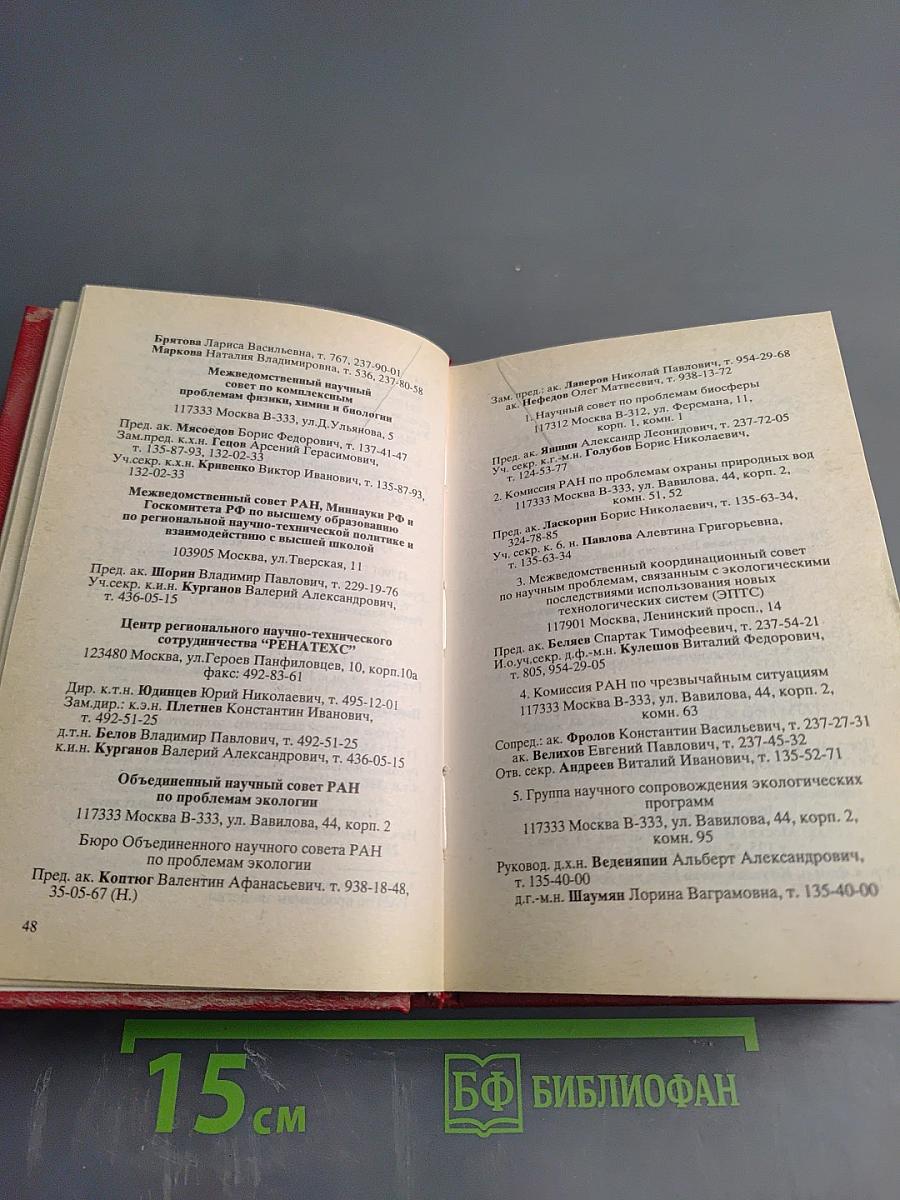 Брятова Лариса Васильевна, т. 767, 237-90-01
Маркова Наталия Владимировна, т. 536, 237-80-58
Межведомственный научный
совет по комплексным
проблемам физики, химии и биологии
117333 Москва В-333, ул.Д.Ульянова, 5
Пред. ак. Мясоедов Борис Федорович, т. 137-41-47
Зам.пред. к.х.н. Гецов Арсений Герасимович,
т. 135-87-93, 132-02-33
Уч.секр. к.х.н. Кривенко Виктор Иванович, т. 135-87-93,
132-02-33
Межведомственный совет РАН, Миннауки РФ и
Госкомитета РФ по высшему образованию
по региональной научно-технической политике и
взаимодействию с высшей школой
103905 Москва, ул.Тверская, 11
Пред. ак. Шорин Владимир Павлович, т. 229-19-76
Уч.секр. к.и.н. Курганов Валерий Александрович,
т. 436-05-15
Центр регионального научно-технического
сотрудничества “РЕНАТЕХС”
123480 Москва, ул.Героев Панфиловцев, 10, корп.10а
факс: 492-83-61
Дир. к.т.н. Юдинцев Юрий Николаевич, т. 495-12-01
Зам.дир.: к.э.н. Плетнев Константин Иванович,
т. 492-51-25
д.т.н. Белов Владимир Павлович, т. 492-51-25
к.и.н. Курганов Валерий Александрович, т. 436-05-15
Объединенный научный совет РАН
по проблемам экологии
117333 Москва В-333, ул. Вавилова, 44, корп. 2
Бюро Объединенного научного совета РАН
по проблемам экологии
Пред. ак. Коптюг Валентин Афанасьевич. т. 938-18-48,
35-05-67 (Н.)
48
Зам. пред.: ак. Лаверов Николай Павлович, т. 954-29-68
ак. Нефедов Олег Матвеевич, т. 938-13-72
1. Научный совет по проблемам биосферы
117312 Москва В-312, ул. Ферсмана, 11,
корп. 1, комн. 1
Пред. ак. Яншин Александр Леонидович, т. 237-72-05
Уч. секр. к.г.-м.н. Голубов Борис Николаевич,
т. 124-53-77
2. Комиссия РАН по проблемам охраны природных вод
117333 Москва В-333, ул. Вавилова, 44, корп. 2,
комн. 51, 52
Пред. ак. Ласкорин Борис Николаевич, т. 135-63-34,
324-78-85
Уч. секр. к. б. н. Павлова Алевтина Григорьевна,
т. 135-63-34
3. Межведомственный координационный совет
по научным проблемам, связанным с экологическими
последствиями использования новых
технологических систем (ЭПТС)
117901 Москва, Ленинский просп., 14
Пред. ак. Беляев Спартак Тимофеевич, т. 237-54-21
И.о.уч.секр. д.ф.-м.н. Кулешов Виталий Федорович,
т. 805, 954-29-05
4. Комиссия РАН по чрезвычайным ситуациям
117333 Москва В-333, ул. Вавилова, 44, корп. 2,
комн. 63
Сопред.: ак. Фролов Константин Васильевич, т. 237-27-31
ак. Велихов Евгений Павлович, т. 237-45-32
Отв. секр. Андреев Виталий Иванович, т. 135-52-71
5. Группа научного сопровождения экологических
программ
117333 Москва В-333, ул. Вавилова, 44, корп. 2,
комн. 95
Руковод. д.х.н. Веденяпин Альберт Александрович,
т. 135-40-00
д.г.-м.н. Шаумян Лорина Ваграмовна, т. 135-40-00
15 см
БФ БИБЛИОФАН